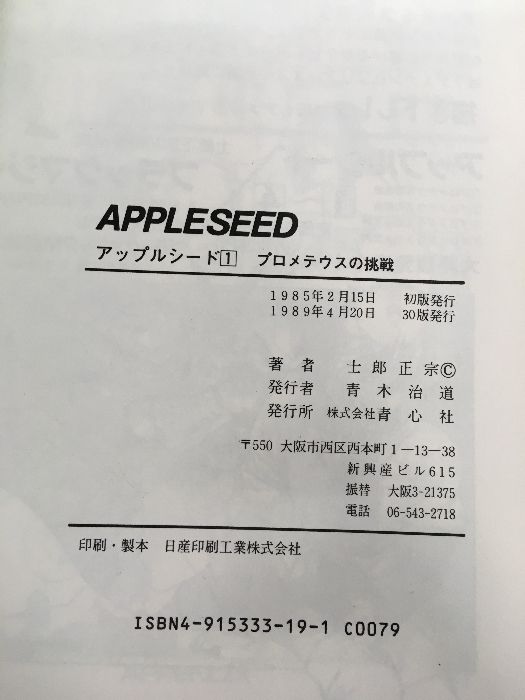 APPLESEED
アップルシード1 プロメテウスの挑戦
1985年2月15日 初版発行
1989年4月20日 30版発行
著者 士郎正宗Ⓒ
発行者 青木治道
発行所 株式会社青心社
〒550 大阪市西区西本町1―13―38
新興産ビル615
振替 大阪3-21375
電話 06-543-2718
印刷・製本 日産印刷工業株式会社
ISBN4-915333-19-1 C0079